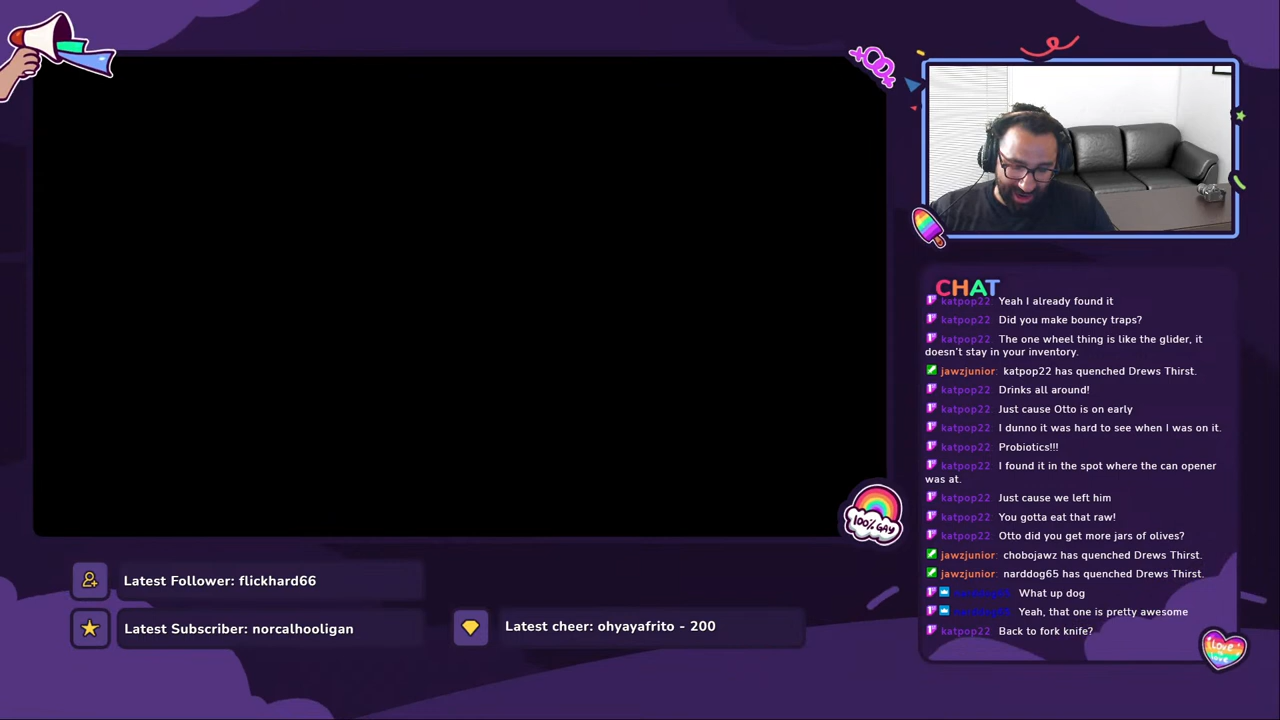 CHAT
katpop22 Yeah I already found it
katpop22 Did you make bouncy traps?
katpop22 The one wheel thing is like the glider, it
doesn't stay in your inventory.
jawzjunior: katpop22 has quenched Drews Thirst.
katpop22 Drinks all around!
katpop22 Just cause Otto is on early
katpop22 I dunno it was hard to see when I was on it.
katpop22 Probiotics!!!
katpop22 I found it in the spot where the can opener
was at.
katpop22 Just cause we left him
katpop22 You gotta eat that raw!
katpop22 Otto did you get more jars of olives?
jawzjunior: chobojawz has quenched Drews Thirst.
jawzjunior: narddog65 has quenched Drews Thirst.
narddog65 What up dog
narddog65 Yeah, that one is pretty awesome
katpop22 Back to fork knife?
100% GAY
Latest Follower: flickhard66
Latest Subscriber: norcalhooligan
Latest cheer: ohyayafrito - 200